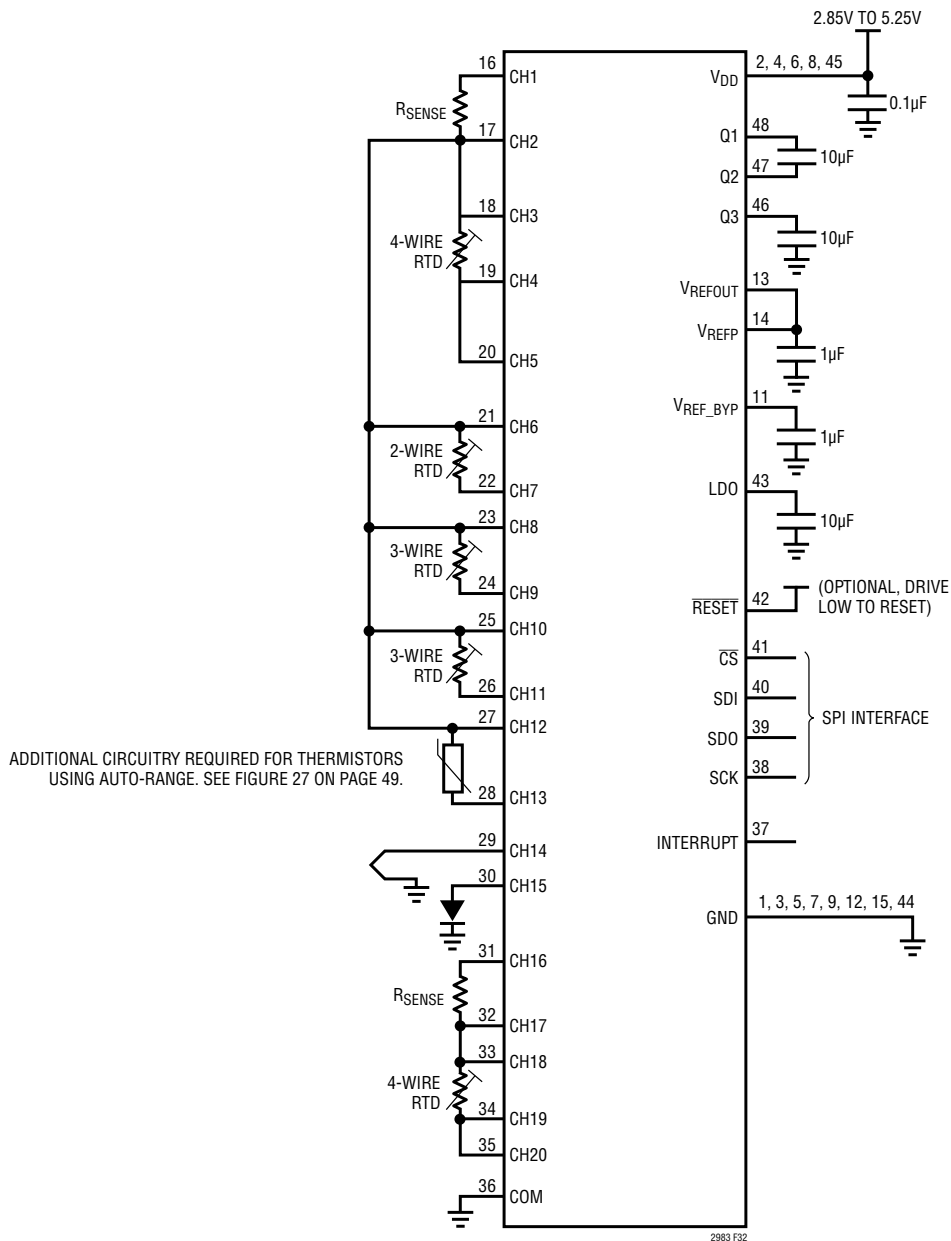 2.85V TO 5.25V
16
CH1
RSENSE
17
CH2
18
CH3
4-WIRE
RTD
19
CH4
20
CH5
21
CH6
2-WIRE
RTD
22
CH7
23
CH8
3-WIRE
RTD
24
CH9
25
CH10
3-WIRE
RTD
26
CH11
27
CH12
ADDITIONAL CIRCUITRY REQUIRED FOR THERMISTORS
USING AUTO-RANGE. SEE FIGURE 27 ON PAGE 49.
28
CH13
29
CH14
30
CH15
31
CH16
RSENSE
32
CH17
33
CH18
4-WIRE
RTD
34
CH19
35
CH20
36
COM
VDD
2, 4, 6, 8, 45
0.1µF
Q1
48
10µF
Q2
47
Q3
46
10µF
VREFOUT
13
VREFP
14
1µF
VREF_BYP
11
1µF
LDO
43
10µF
RESET
42
(OPTIONAL, DRIVE
LOW TO RESET)
CS
41
SDI
40
SPI INTERFACE
SDO
39
SCK
38
INTERRUPT
37
GND
1, 3, 5, 7, 9, 12, 15, 44
2983 F32